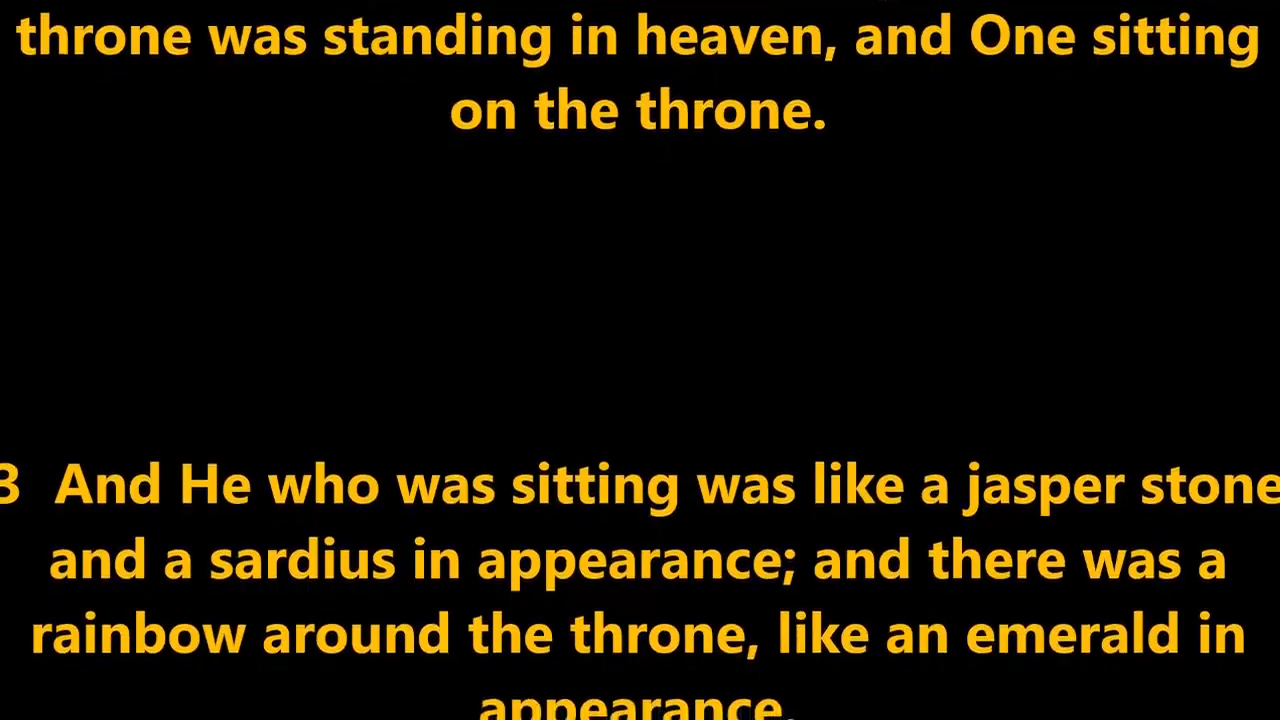 throne was standing in heaven, and One sitting
on the throne.
3 And He who was sitting was like a jasper stone
and a sardius in appearance; and there was a
rainbow around the throne, like an emerald in
appearance.